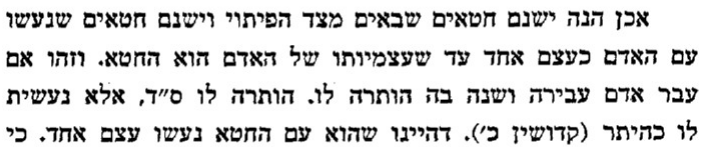 אכן הנה ישנם חטאים שבאים מצד הפיתוי וישנם חטאים שנעשו
עם האדם כעצם אחד עד שעצמיותו של האדם הוא החטא. וזהו אם
עבר אדם עבירה ושנה בה הותרה לו. הותרה לו ס״ד, אלא נעשית
לו כהיתר (קדושין כ׳). דהיינו שהוא עם החטא נעשו עצם אחד. כי